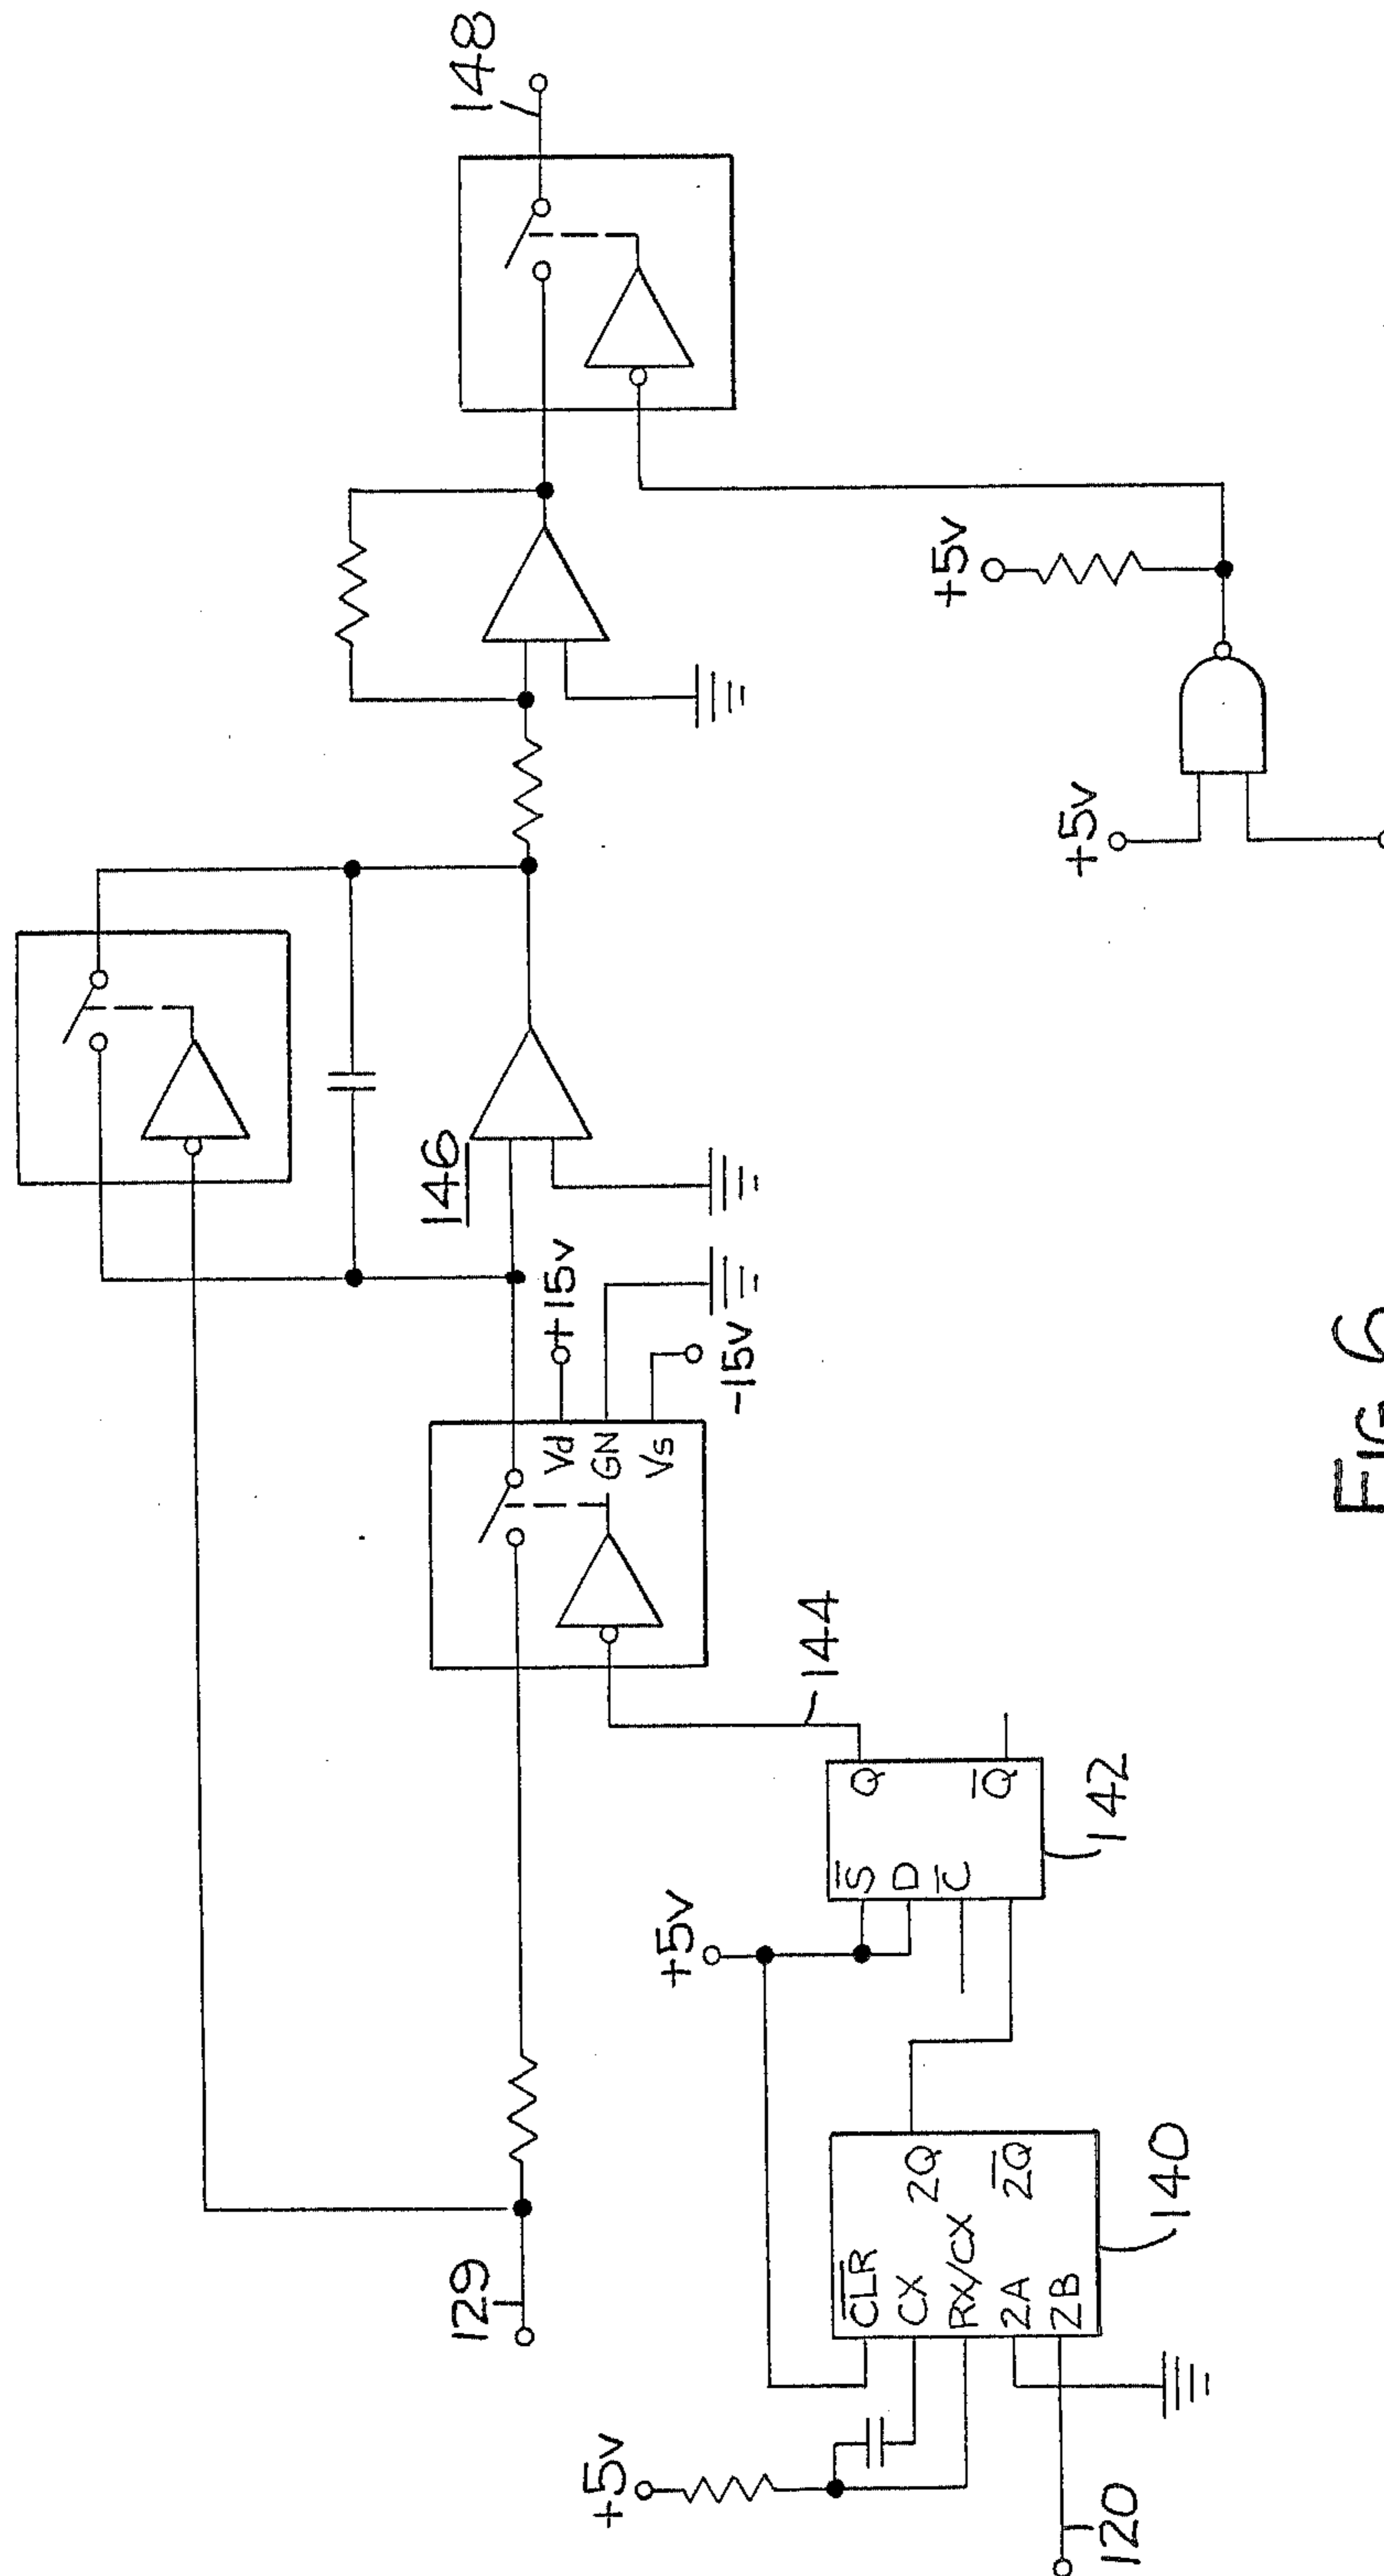 148
+5v
+5v
146
+15v
-15v
Vd
GN
Vs
144
Q
Q̅
S̅
D
C̅
142
+5v
129
2Q
2Q̅
C̅L̅R̅
CX
RX/CX
2A
2B
140
+5v
120
FIG 6